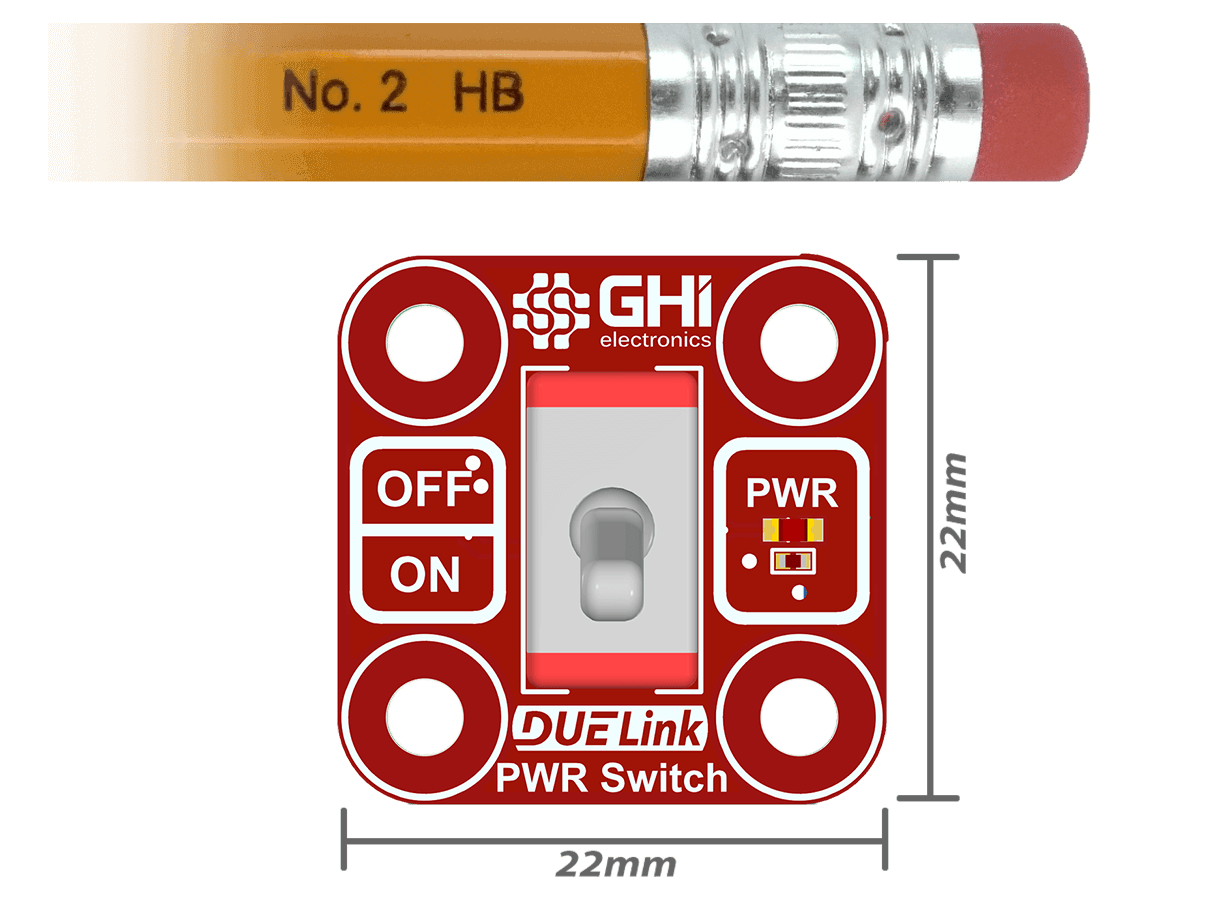 No. 2 HB
GHI
electronics
OFF
ON
PWR
22mm
DUELink
PWR Switch
22mm